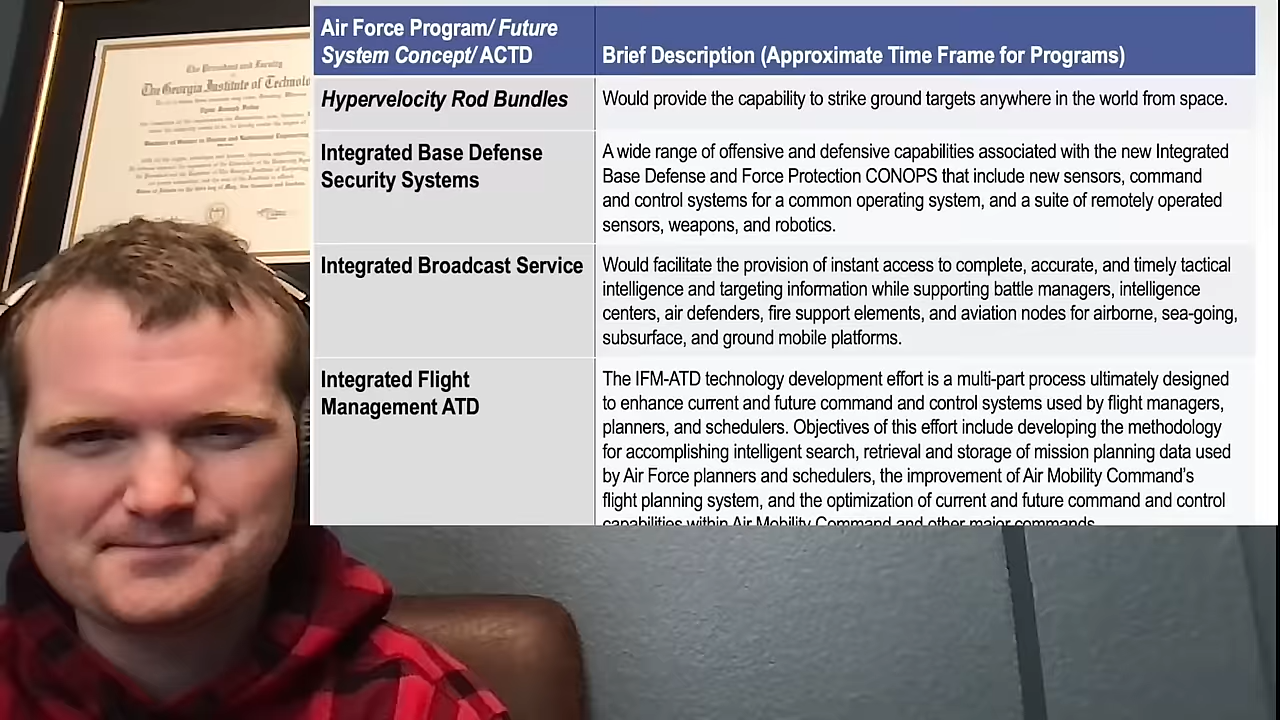 The President and Faculty
The Georgia Institute of Technolo
Air Force Program/ Future
System Concept/ ACTD
Brief Description (Approximate Time Frame for Programs)
Hypervelocity Rod Bundles
Would provide the capability to strike ground targets anywhere in the world from space.
Integrated Base Defense
Security Systems
A wide range of offensive and defensive capabilities associated with the new Integrated
Base Defense and Force Protection CONOPS that include new sensors, command
and control systems for a common operating system, and a suite of remotely operated
sensors, weapons, and robotics.
Integrated Broadcast Service
Would facilitate the provision of instant access to complete, accurate, and timely tactical
intelligence and targeting information while supporting battle managers, intelligence
centers, air defenders, fire support elements, and aviation nodes for airborne, sea-going,
subsurface, and ground mobile platforms.
Integrated Flight
Management ATD
The IFM-ATD technology development effort is a multi-part process ultimately designed
to enhance current and future command and control systems used by flight managers,
planners, and schedulers. Objectives of this effort include developing the methodology
for accomplishing intelligent search, retrieval and storage of mission planning data used
by Air Force planners and schedulers, the improvement of Air Mobility Command's
flight planning system, and the optimization of current and future command and control
capabilities within Air Mobility Command and other major commands.